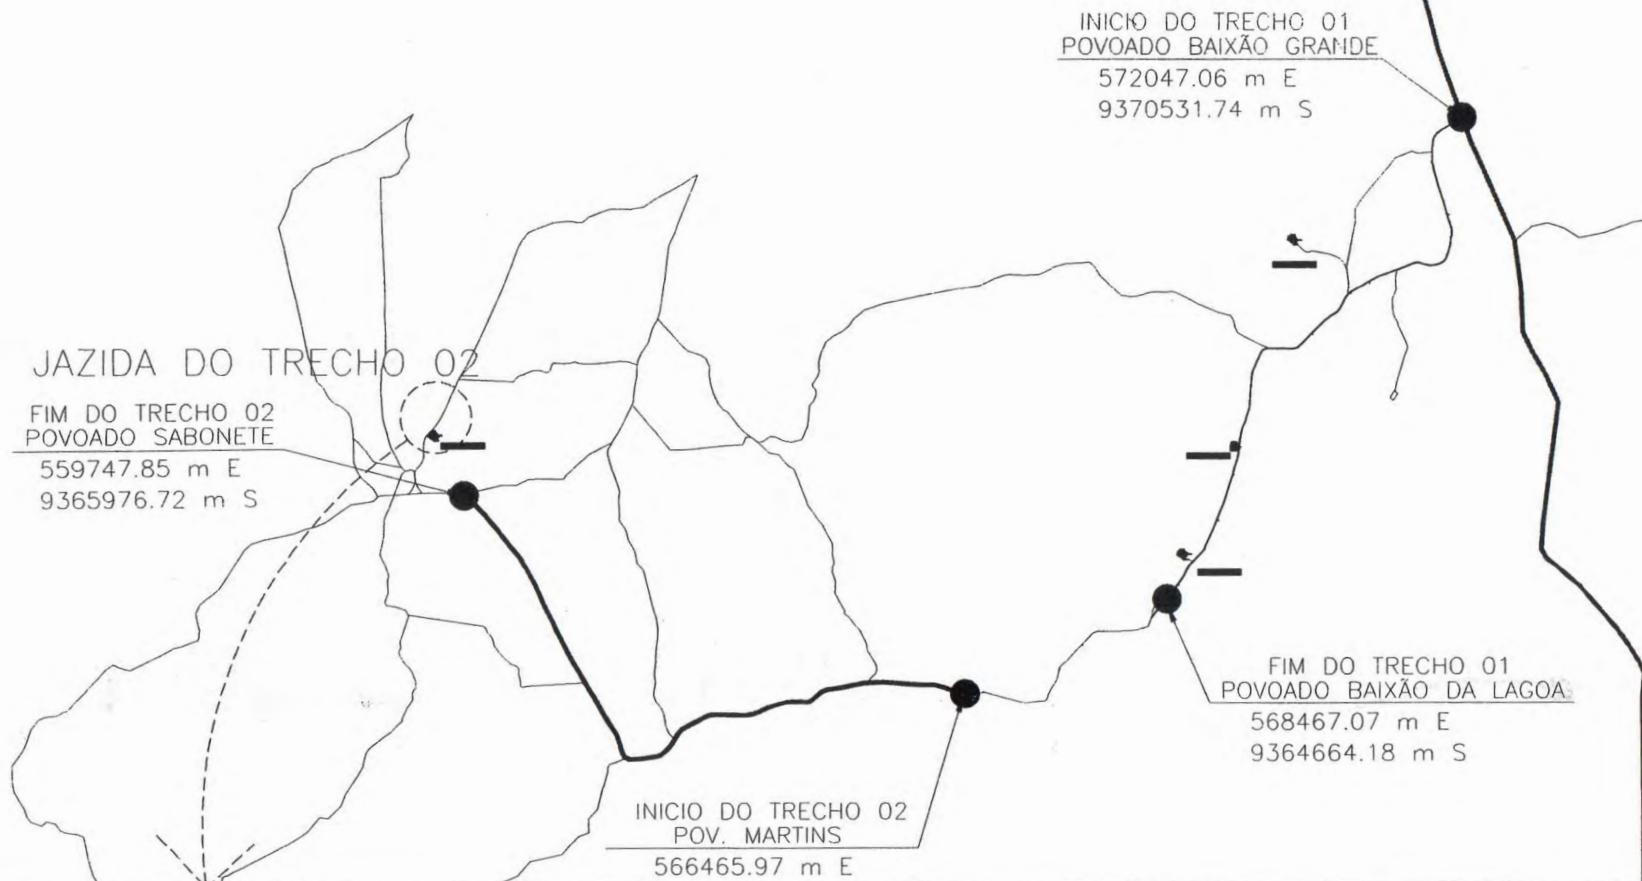 INICIO DO TRECHO 01
POVOADO BAIXÃO GRANDE
572047.06 m E
9370531.74 m S
JAZIDA DO TRECHO 02
FIM DO TRECHO 02
POVOADO SABONETE
559747.85 m E
9365976.72 m S
FIM DO TRECHO 01
POVOADO BAIXÃO DA LAGOA
568467.07 m E
9364664.18 m S
INICIO DO TRECHO 02
POV. MARTINS
566465.97 m E